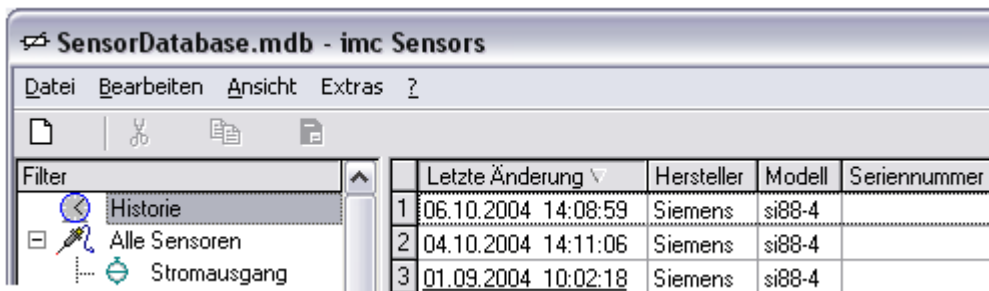 SensorDatabase.mdb - imc Sensors
Datei Bearbeiten Ansicht Extras ?
Filter
Historie
Alle Sensoren
Stromausgang
Letzte Änderung Hersteller Modell Seriennummer
1 06.10.2004 14:08:59 Siemens si88-4
2 04.10.2004 14:11:06 Siemens si88-4
3 01.09.2004 10:02:18 Siemens si88-4